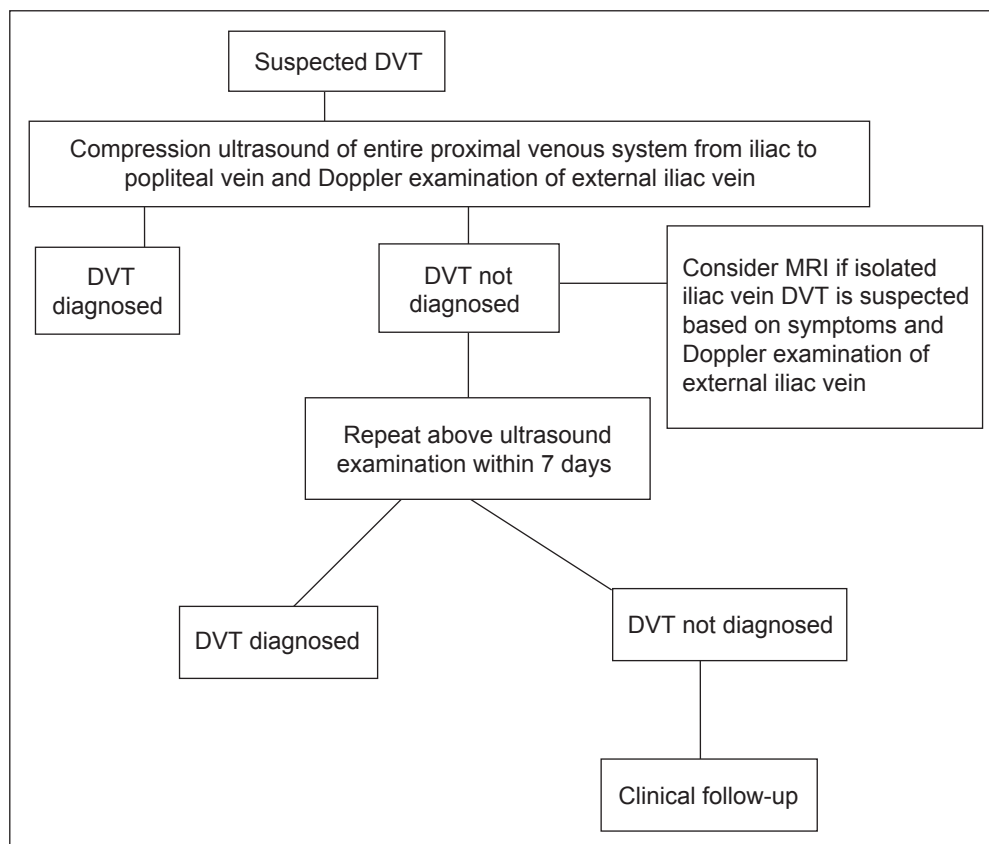 Suspected DVT
Compression ultrasound of entire proximal venous system from iliac to
popliteal vein and Doppler examination of external iliac vein
DVT
diagnosed
DVT not
diagnosed
Consider MRI if isolated
iliac vein DVT is suspected
based on symptoms and
Doppler examination of
external iliac vein
Repeat above ultrasound
examination within 7 days
DVT diagnosed
DVT not diagnosed
Clinical follow-up